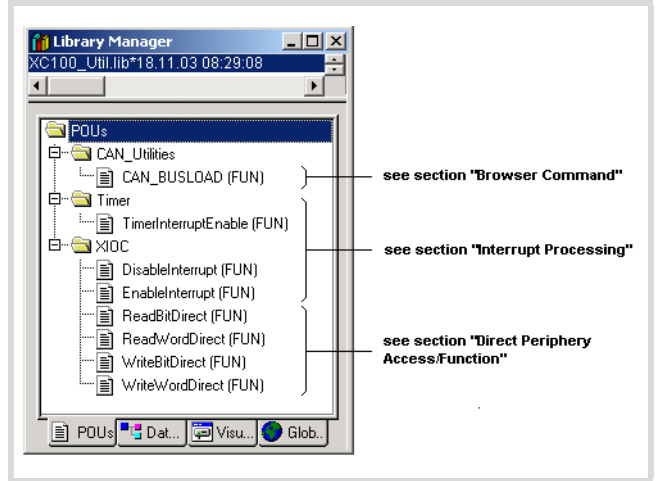 Library Manager
XC100_Util.lib*18.11.03 08:29:08
POUs
CAN_Utilities
CAN_BUSLOAD (FUN)
see section "Browser Command"
Timer
TimerInterruptEnable (FUN)
XIOC
see section "Interrupt Processing"
DisableInterrupt (FUN)
EnableInterrupt (FUN)
ReadBitDirect (FUN)
ReadWordDirect (FUN)
see section "Direct Periphery
Access/Function"
WriteBitDirect (FUN)
WriteWordDirect (FUN)
POUs Dat... Visu... Glob..